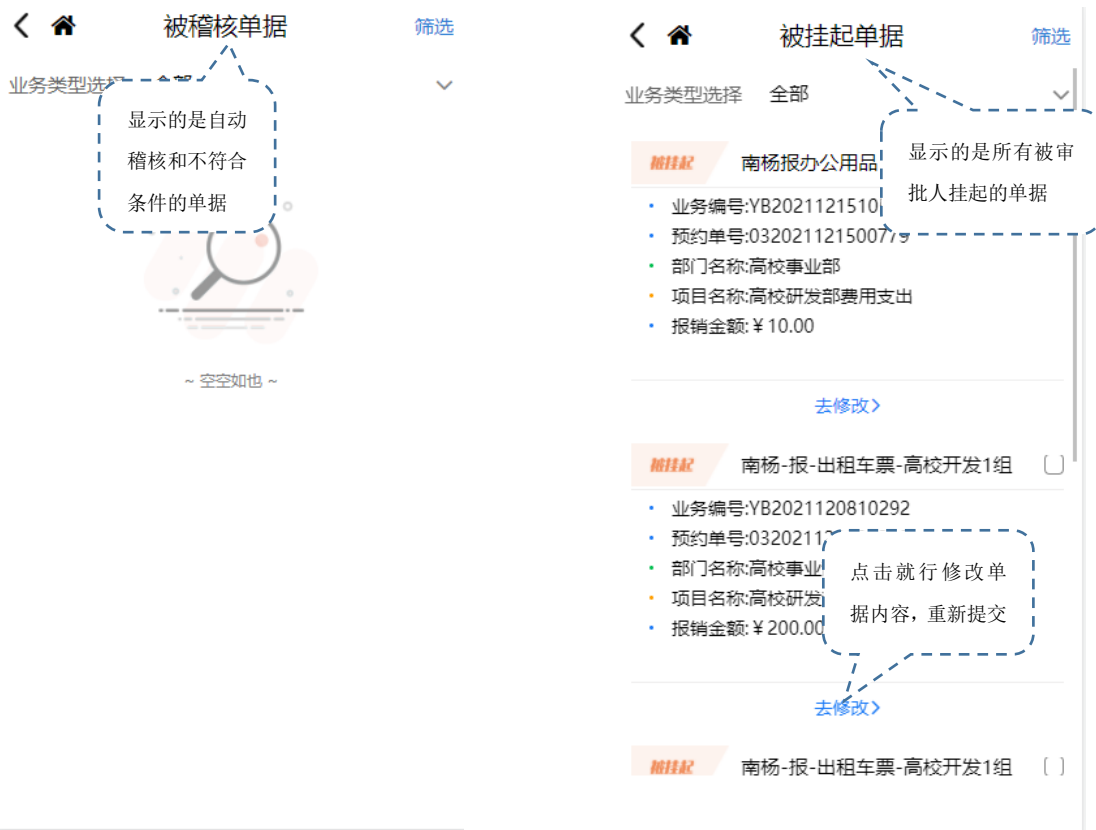 被稽核单据
筛选
业务类型选
显示的是自动
稽核和不符合
条件的单据
~ 空空如也 ~
被挂起单据
筛选
业务类型选择 全部
显示的是所有被审
批人挂起的单据
被挂起 南杨报办公用品
业务编号:YB2021121510
预约单号:032021121500779
部门名称:高校事业部
项目名称:高校研发部费用支出
报销金额:¥10.00
去修改
被挂起 南杨-报-出租车票-高校开发1组
业务编号:YB2021120810292
预约单号:0320211
部门名称:高校事业
项目名称:高校研发
报销金额:¥200.00
点击就行修改单
据内容，重新提交
去修改
被挂起 南杨-报-出租车票-高校开发1组